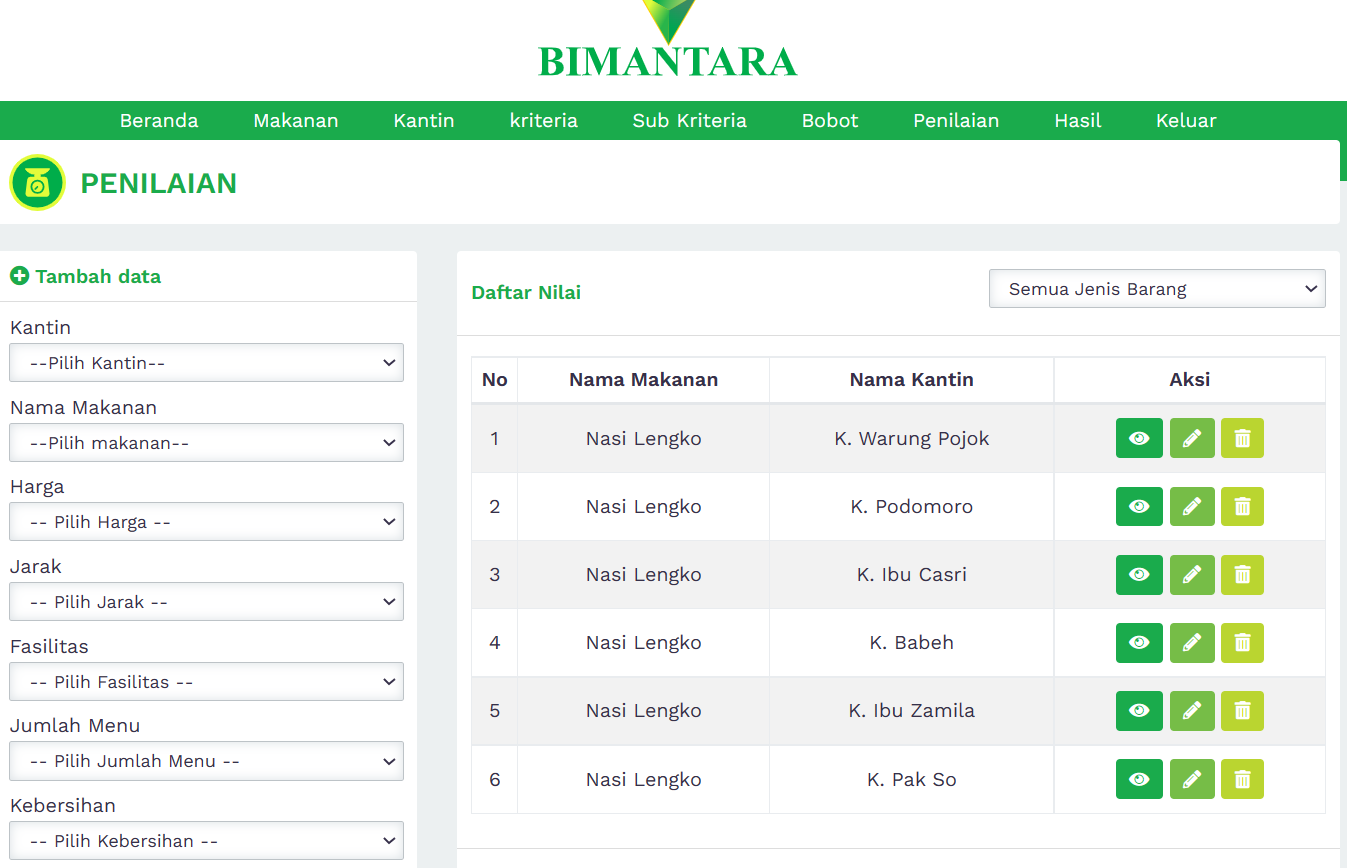 BIMANTARA
Beranda Makanan Kantin kriteria Sub Kriteria Bobot Penilaian Hasil Keluar
PENILAIAN
Tambah data
Kantin
--Pilih Kantin--
Nama Makanan
--Pilih makanan--
Harga
-- Pilih Harga --
Jarak
-- Pilih Jarak --
Fasilitas
-- Pilih Fasilitas --
Jumlah Menu
-- Pilih Jumlah Menu --
Kebersihan
-- Pilih Kebersihan --
Daftar Nilai
Semua Jenis Barang
No Nama Makanan Nama Kantin Aksi
1 Nasi Lengko K. Warung Pojok
2 Nasi Lengko K. Podomoro
3 Nasi Lengko K. Ibu Casri
4 Nasi Lengko K. Babeh
5 Nasi Lengko K. Ibu Zamila
6 Nasi Lengko K. Pak So